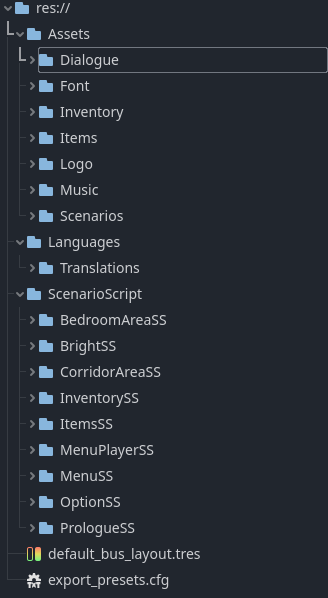 res://
Assets
Dialogue
Font
Inventory
Items
Logo
Music
Scenarios
Languages
Translations
ScenarioScript
BedroomAreaSS
BrightSS
CorridorAreaSS
InventorySS
ItemsSS
MenuPlayerSS
MenuSS
OptionSS
PrologueSS
default_bus_layout.tres
export_presets.cfg